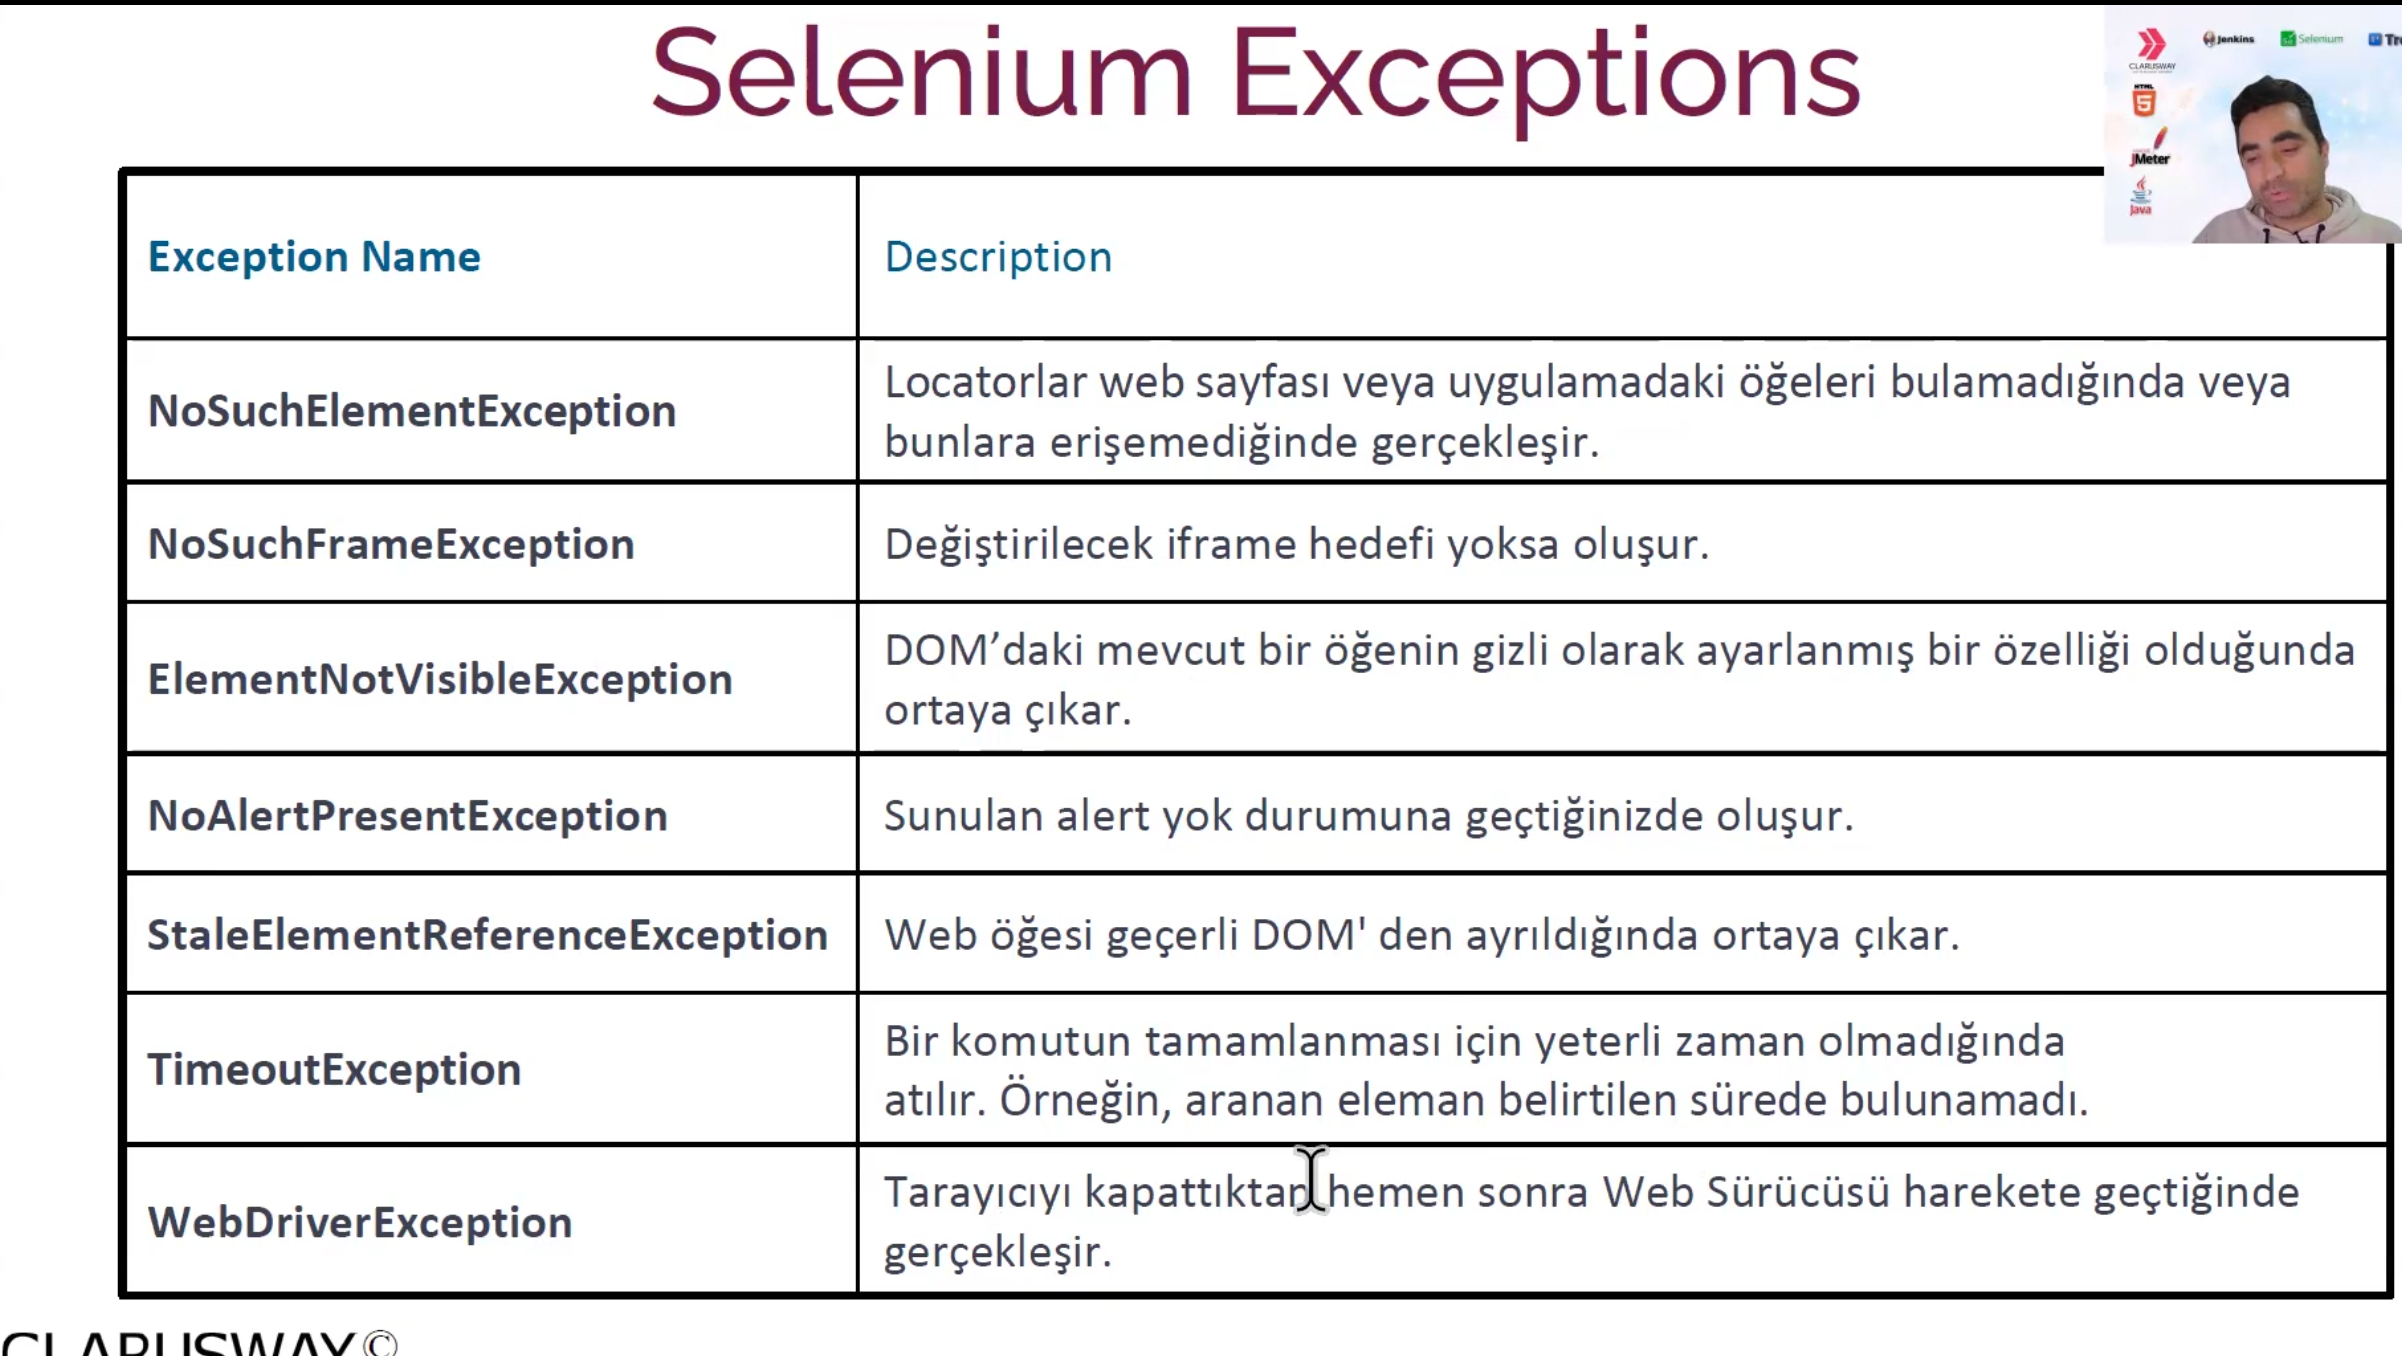 Selenium Exceptions
CLARUSWAY
Jenkins
Selenium
HTML
5
JMeter
Java
Exception Name
Description
NoSuchElementException
Locatorlar web sayfası veya uygulamadaki öğeleri bulamadığında veya
bunlara erişemediğinde gerçekleşir.
NoSuchFrameException
Değiştirilecek iframe hedefi yoksa oluşur.
ElementNotVisibleException
DOM’daki mevcut bir öğenin gizli olarak ayarlanmış bir özelliği olduğunda
ortaya çıkar.
NoAlertPresentException
Sunulan alert yok durumuna geçtiğinizde oluşur.
StaleElementReferenceException
Web öğesi geçerli DOM' den ayrıldığında ortaya çıkar.
TimeoutException
Bir komutun tamamlanması için yeterli zaman olmadığında
atılır. Örneğin, aranan eleman belirtilen sürede bulunamadı.
WebDriverException
Tarayıcıyı kapattıktan hemen sonra Web Sürücüsü harekete geçtiğinde
gerçekleşir.
CLARUSWAY©